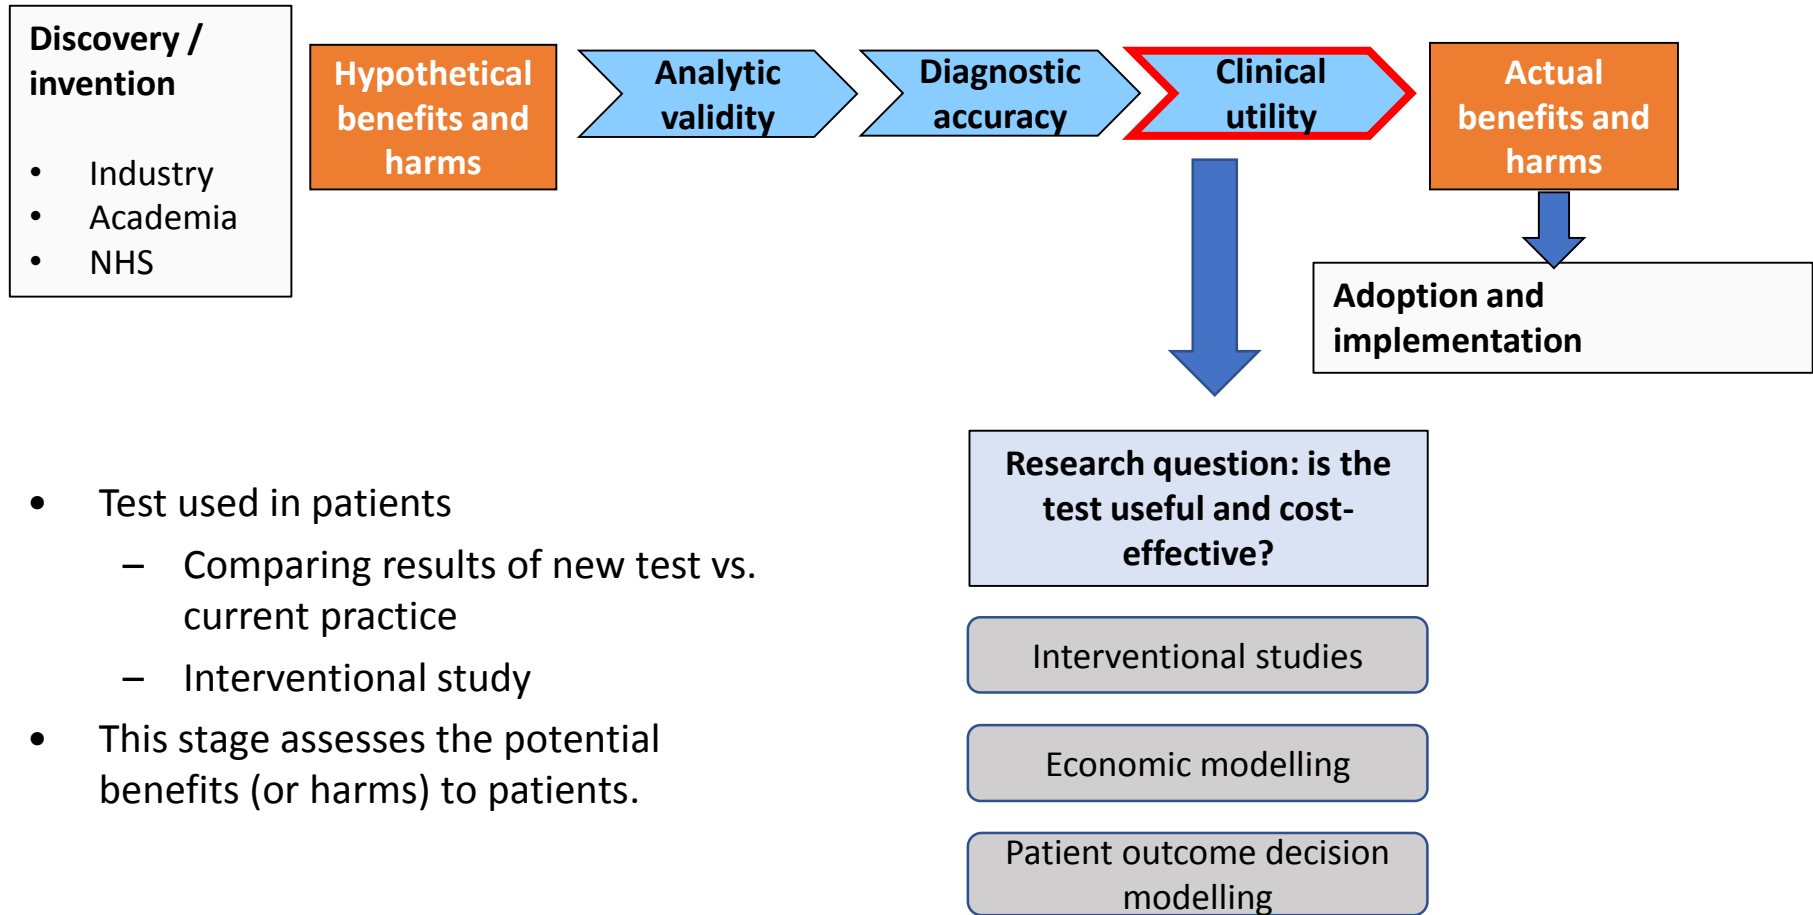 Discovery /
invention
• Industry
• Academia
• NHS
Hypothetical
benefits and
harms
Analytic
validity
Diagnostic
accuracy
Clinical
utility
Actual
benefits and
harms
Adoption and
implementation
• Test used in patients
– Comparing results of new test vs.
current practice
– Interventional study
• This stage assesses the potential
benefits (or harms) to patients.
Research question: is the
test useful and cost-
effective?
Interventional studies
Economic modelling
Patient outcome decision
modelling